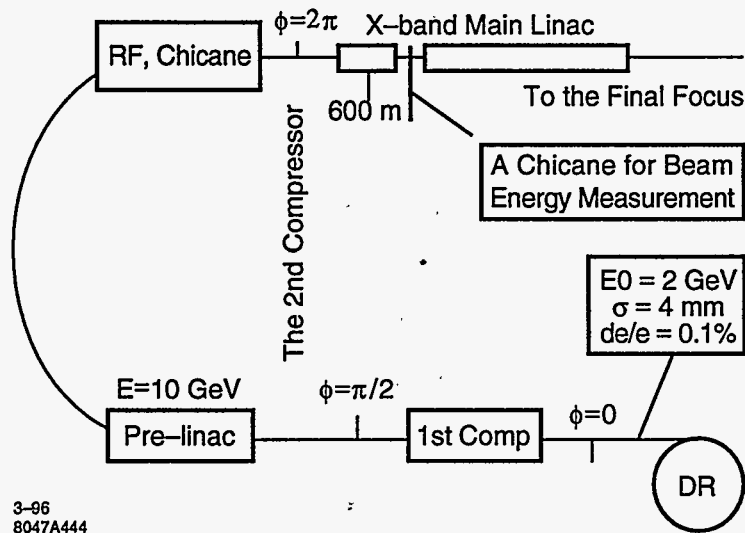 ϕ=2π
X–band Main Linac
RF, Chicane
600 m
To the Final Focus
A Chicane for Beam
Energy Measurement
The 2nd Compressor
E0 = 2 GeV
σ = 4 mm
de/e = 0.1%
E=10 GeV
ϕ=π/2
ϕ=0
Pre–linac
1st Comp
DR
3–96
8047A444